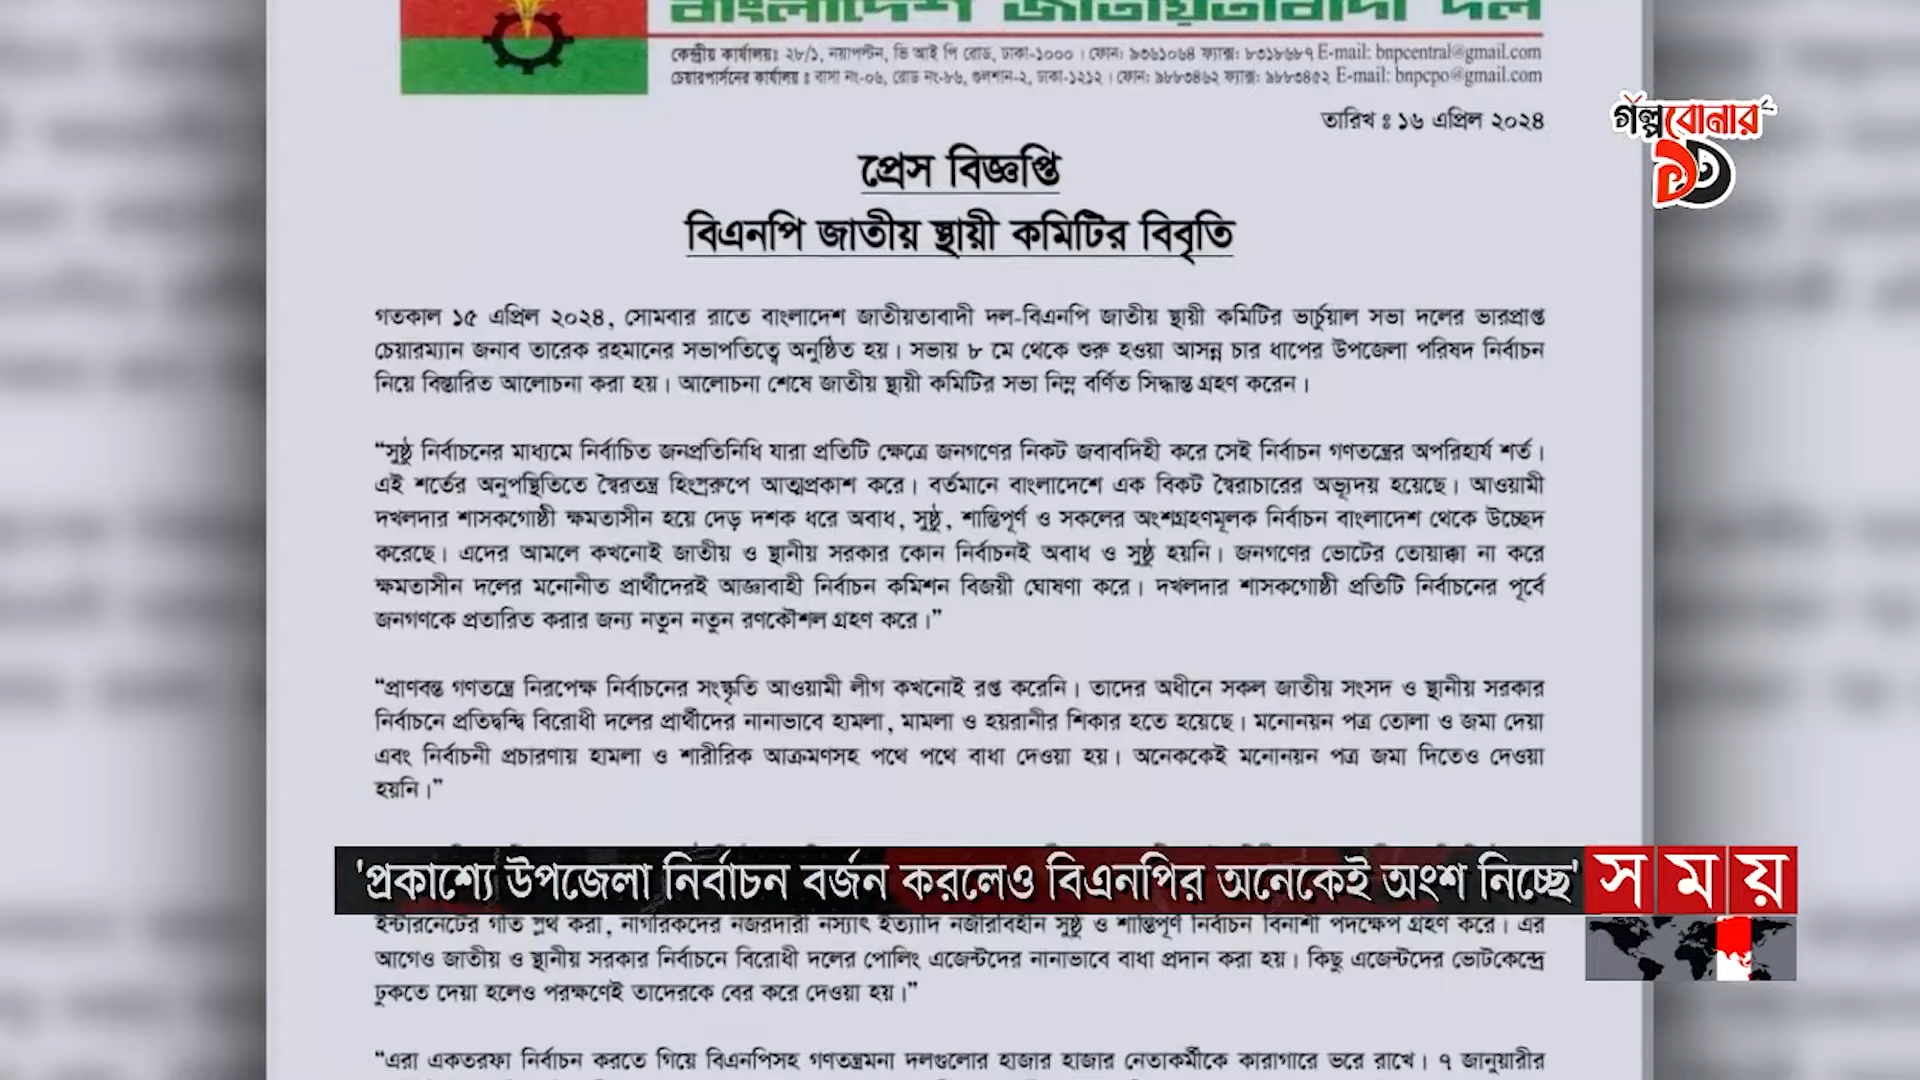 বাংলাদেশ জাতীয়তাবাদী দল
কেন্দ্রীয় কার্যালয়ঃ ২৮/১, নয়াপল্টন, ভি আই পি রোড, ঢাকা-১০০০ । ফোন: ৯৩৬১০৬৪ ফ্যাক্স: ৮৩১৮৬৮৭ E-mail: bnpcentral@gmail.com
চেয়ারপার্সনের কার্যালয় ঃ বাসা নং-০৬, রোড নং-৮৬, গুলশান-২, ঢাকা-১২১২ । ফোন: ৯৮৮৩৪৬২ ফ্যাক্স: ৯৮৮৩৪৫২ E-mail: bnpcpo@gmail.com
তারিখ ঃ ১৬ এপ্রিল ২০২৪
গল্পবোনার
১৩
প্রেস বিজ্ঞপ্তি
বিএনপি জাতীয় স্থায়ী কমিটির বিবৃতি
গতকাল ১৫ এপ্রিল ২০২৪, সোমবার রাতে বাংলাদেশ জাতীয়তাবাদী দল-বিএনপি জাতীয় স্থায়ী কমিটির ভার্চুয়াল সভা দলের ভারপ্রাপ্ত
চেয়ারম্যান জনাব তারেক রহমানের সভাপতিত্বে অনুষ্ঠিত হয়। সভায় ৮ মে থেকে শুরু হওয়া আসন্ন চার ধাপের উপজেলা পরিষদ নির্বাচন
নিয়ে বিস্তারিত আলোচনা করা হয়। আলোচনা শেষে জাতীয় স্থায়ী কমিটির সভা নিম্ন বর্ণিত সিদ্ধান্ত গ্রহণ করেন।
“সুষ্ঠু নির্বাচনের মাধ্যমে নির্বাচিত জনপ্রতিনিধি যারা প্রতিটি ক্ষেত্রে জনগণের নিকট জবাবদিহী করে সেই নির্বাচন গণতন্ত্রের অপরিহার্য শর্ত।
এই শর্তের অনুপস্থিতিতে স্বৈরতন্ত্র হিংস্ররুপে আত্মপ্রকাশ করে। বর্তমানে বাংলাদেশে এক বিকট স্বৈরাচারের অভ্যূদয় হয়েছে। আওয়ামী
দখলদার শাসকগোষ্ঠী ক্ষমতাসীন হয়ে দেড় দশক ধরে অবাধ, সুষ্ঠু, শান্তিপূর্ণ ও সকলের অংশগ্রহণমূলক নির্বাচন বাংলাদেশ থেকে উচ্ছেদ
করেছে। এদের আমলে কখনোই জাতীয় ও স্থানীয় সরকার কোন নির্বাচনই অবাধ ও সুষ্ঠু হয়নি। জনগণের ভোটের তোয়াক্কা না করে
ক্ষমতাসীন দলের মনোনীত প্রার্থীদেরই আজ্ঞাবাহী নির্বাচন কমিশন বিজয়ী ঘোষণা করে। দখলদার শাসকগোষ্ঠী প্রতিটি নির্বাচনের পূর্বে
জনগণকে প্রতারিত করার জন্য নতুন নতুন রণকৌশল গ্রহণ করে।”
“প্রাণবন্ত গণতন্ত্রে নিরপেক্ষ নির্বাচনের সংস্কৃতি আওয়ামী লীগ কখনোই রপ্ত করেনি। তাদের অধীনে সকল জাতীয় সংসদ ও স্থানীয় সরকার
নির্বাচনে প্রতিদ্বন্দ্বি বিরোধী দলের প্রার্থীদের নানাভাবে হামলা, মামলা ও হয়রানীর শিকার হতে হয়েছে। মনোনয়ন পত্র তোলা ও জমা দেয়া
এবং নির্বাচনী প্রচারণায় হামলা ও শারীরিক আক্রমণসহ পথে পথে বাধা দেওয়া হয়। অনেককেই মনোনয়ন পত্র জমা দিতেও দেওয়া
হয়নি।”
'প্রকাশ্যে উপজেলা নির্বাচন বর্জন করলেও বিএনপির অনেকেই অংশ নিচ্ছে'
সময়
ইন্টারনেটের গতি শ্লথ করা, নাগরিকদের নজরদারী নস্যাৎ ইত্যাদি নজীরবিহীন সুষ্ঠু ও শান্তিপূর্ণ নির্বাচন বিনাশী পদক্ষেপ গ্রহণ করে। এর
আগেও জাতীয় ও স্থানীয় সরকার নির্বাচনে বিরোধী দলের পোলিং এজেন্টদের নানাভাবে বাধা প্রদান করা হয়। কিছু এজেন্টদের ভোটকেন্দ্রে
ঢুকতে দেয়া হলেও পরক্ষণেই তাদেরকে বের করে দেওয়া হয়।”
“এরা একতরফা নির্বাচন করতে গিয়ে বিএনপিসহ গণতন্ত্রমনা দলগুলোর হাজার হাজার নেতাকর্মীকে কারাগারে ভরে রাখে। ৭ জানুয়ারীর